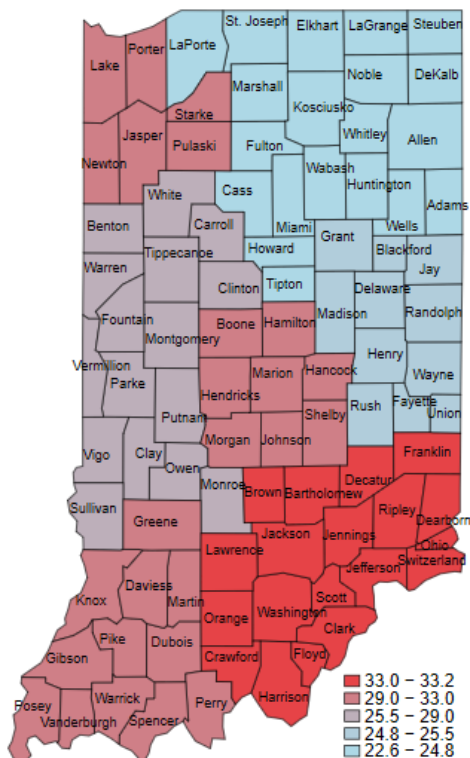 St. Joseph Elkhart LaGrange Steuben
Lake Porter LaPorte
Noble DeKalb
Marshall Kosciusko
Starke
Jasper Pulaski Fulton Whitley Allen
Newton Wabash Huntington
White Cass Adams
Benton Carroll Miami Wells
Grant
Tippecanoe Howard Blackford
Warren Jay
Clinton Tipton Delaware
Fountain Madison Randolph
Boone Hamilton
Montgomery
Vermillion Henry
Parke Marion Hancock Wayne
Hendricks
Putnam Shelby Rush Fayette Union
Vigo Clay Morgan Johnson Franklin
Owen
Monroe Brown Bartholomew Decatur
Sullivan Ripley
Greene Dearborn
Jackson Jennings
Lawrence Ohio
Jefferson Switzerland
Daviess
Knox Martin Scott
Orange Washington
Pike Dubois Clark
Gibson Crawford Floyd
Warrick Perry Harrison
Posey Vanderburgh Spencer
33.0 – 33.2
29.0 – 33.0
25.5 – 29.0
24.8 – 25.5
22.6 – 24.8